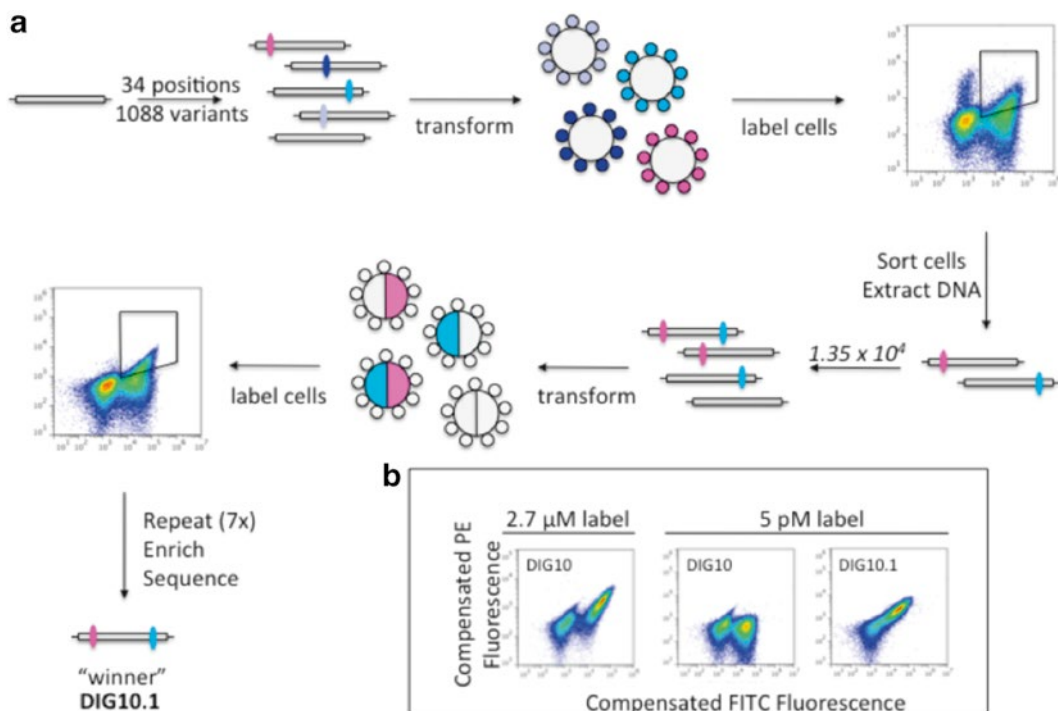 a
34 positions
1088 variants
transform
label cells
Sort cells
Extract DNA
1.35 x 10⁴
transform
label cells
Repeat (7x)
Enrich
Sequence
"winner"
DIG10.1
b
2.7 µM label
5 pM label
Compensated PE
Fluorescence
DIG10
DIG10
DIG10.1
Compensated FITC Fluorescence